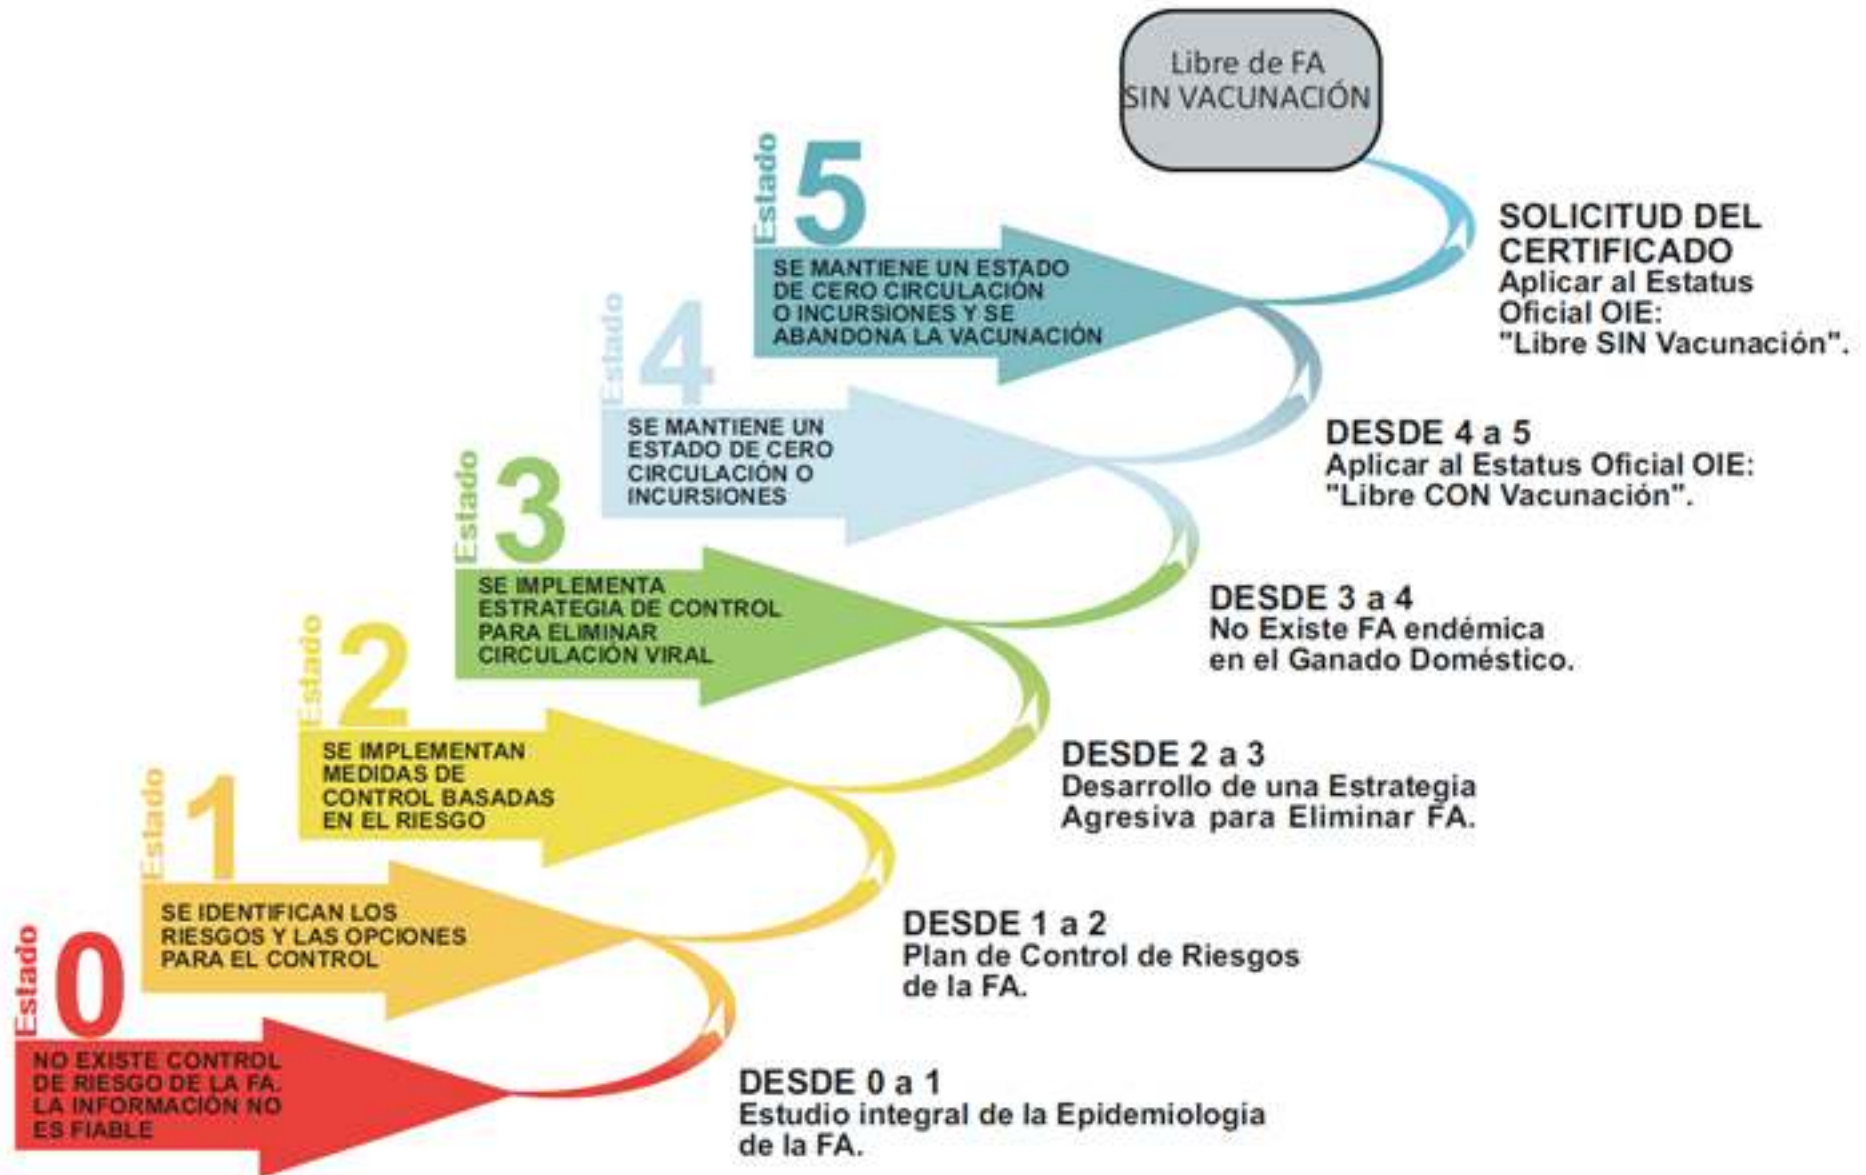 Libre de FA
SIN VACUNACIÓN
Estado
5
SE MANTIENE UN ESTADO
DE CERO CIRCULACIÓN
O INCURSIONES Y SE
ABANDONA LA VACUNACIÓN
SOLICITUD DEL
CERTIFICADO
Aplicar al Estatus
Oficial OIE:
"Libre SIN Vacunación".
Estado
4
SE MANTIENE UN
ESTADO DE CERO
CIRCULACIÓN O
INCURSIONES
DESDE 4 a 5
Aplicar al Estatus Oficial OIE:
"Libre CON Vacunación".
Estado
3
SE IMPLEMENTA
ESTRATEGIA DE CONTROL
PARA ELIMINAR
CIRCULACIÓN VIRAL
DESDE 3 a 4
No Existe FA endémica
en el Ganado Doméstico.
Estado
2
SE IMPLEMENTAN
MEDIDAS DE
CONTROL BASADAS
EN EL RIESGO
DESDE 2 a 3
Desarrollo de una Estrategia
Agresiva para Eliminar FA.
Estado
1
SE IDENTIFICAN LOS
RIESGOS Y LAS OPCIONES
PARA EL CONTROL
DESDE 1 a 2
Plan de Control de Riesgos
de la FA.
Estado
0
NO EXISTE CONTROL
DE RIESGO DE LA FA.
LA INFORMACIÓN NO
ES FIABLE
DESDE 0 a 1
Estudio integral de la Epidemiología
de la FA.